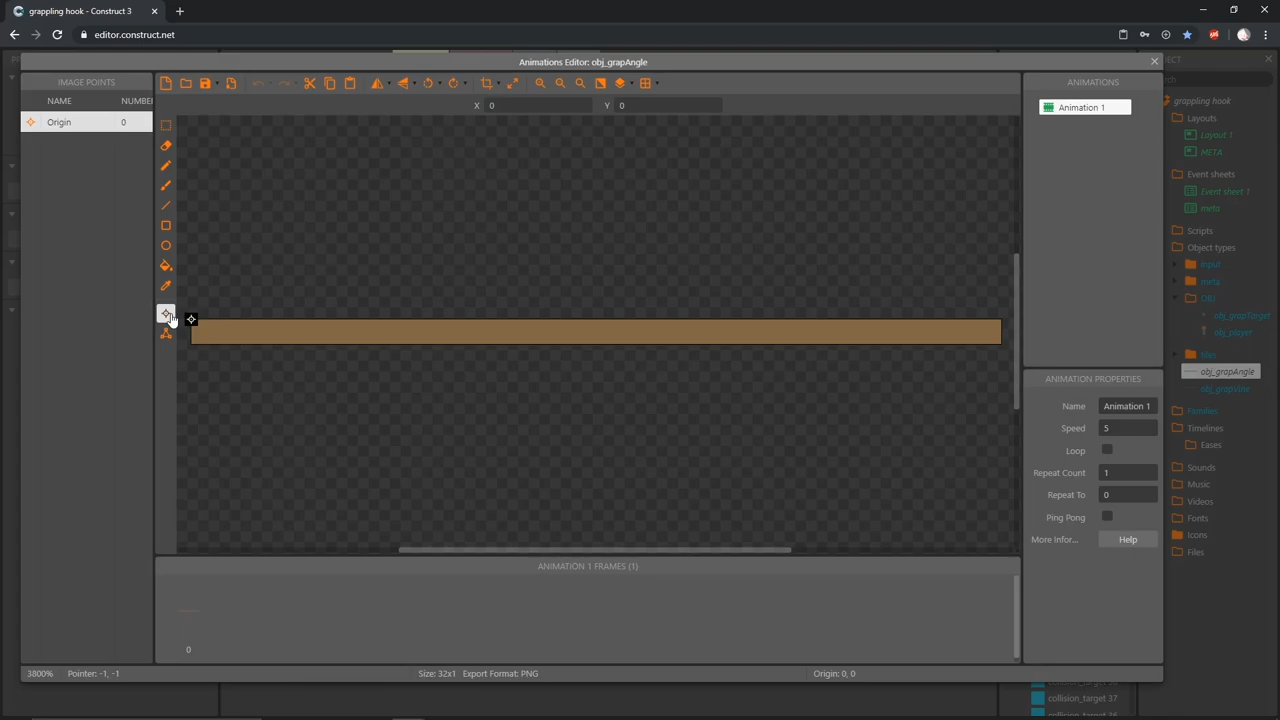 grappling hook - Construct 3
editor.construct.net
Animations Editor: obj_grapAngle
IMAGE POINTS
NAME
NUMBER
Origin
0
X
0
Y
0
ANIMATIONS
Animation 1
ANIMATION PROPERTIES
Name
Animation 1
Speed
5
Loop
Repeat Count
1
Repeat To
0
Ping Pong
More Infor...
Help
ANIMATION 1 FRAMES (1)
0
3800%
Pointer: -1, -1
Size: 32x1
Export Format: PNG
Origin: 0, 0
grappling hook
Layouts
Layout 1
META
Event sheets
Event sheet 1
meta
Scripts
Object types
input
meta
OBJ
obj_grapTarget
obj_player
tiles
obj_grapAngle
obj_grapVine
Families
Timelines
Eases
Sounds
Music
Videos
Fonts
Icons
Files
collision_target 37